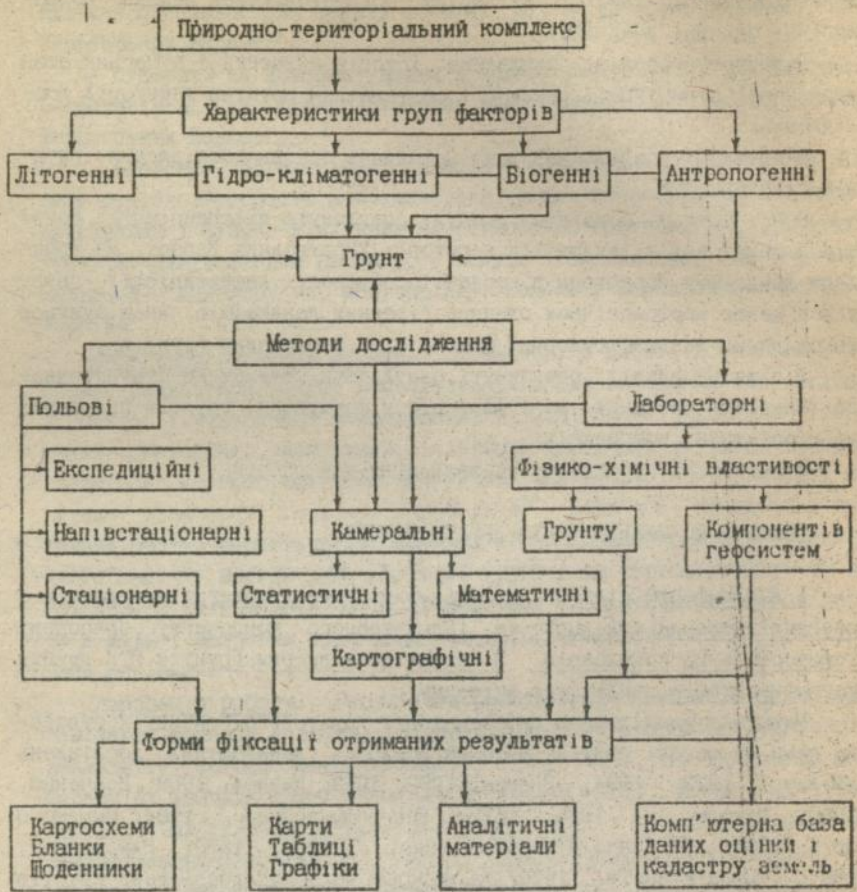 Природно-територіальний комплекс
Характеристики груп факторів
Літогенні
Гідро-кліматогенні
Біогенні
Антропогенні
Грунт
Методи дослідження
Польові
Лабораторні
Експедиційні
Фізико-хімічні властивості
Напівстаціонарні
Камеральні
Грунту
Компонентів
геосистем
Стаціонарні
Статистичні
Математичні
Картографічні
Форми фіксації отриманих результатів
Картосхеми
Бланки
Щоденники
Карти
Таблиці
Графіки
Аналітичні
матеріали
Комп'ютерна база
даних оцінки і
кадастру земель